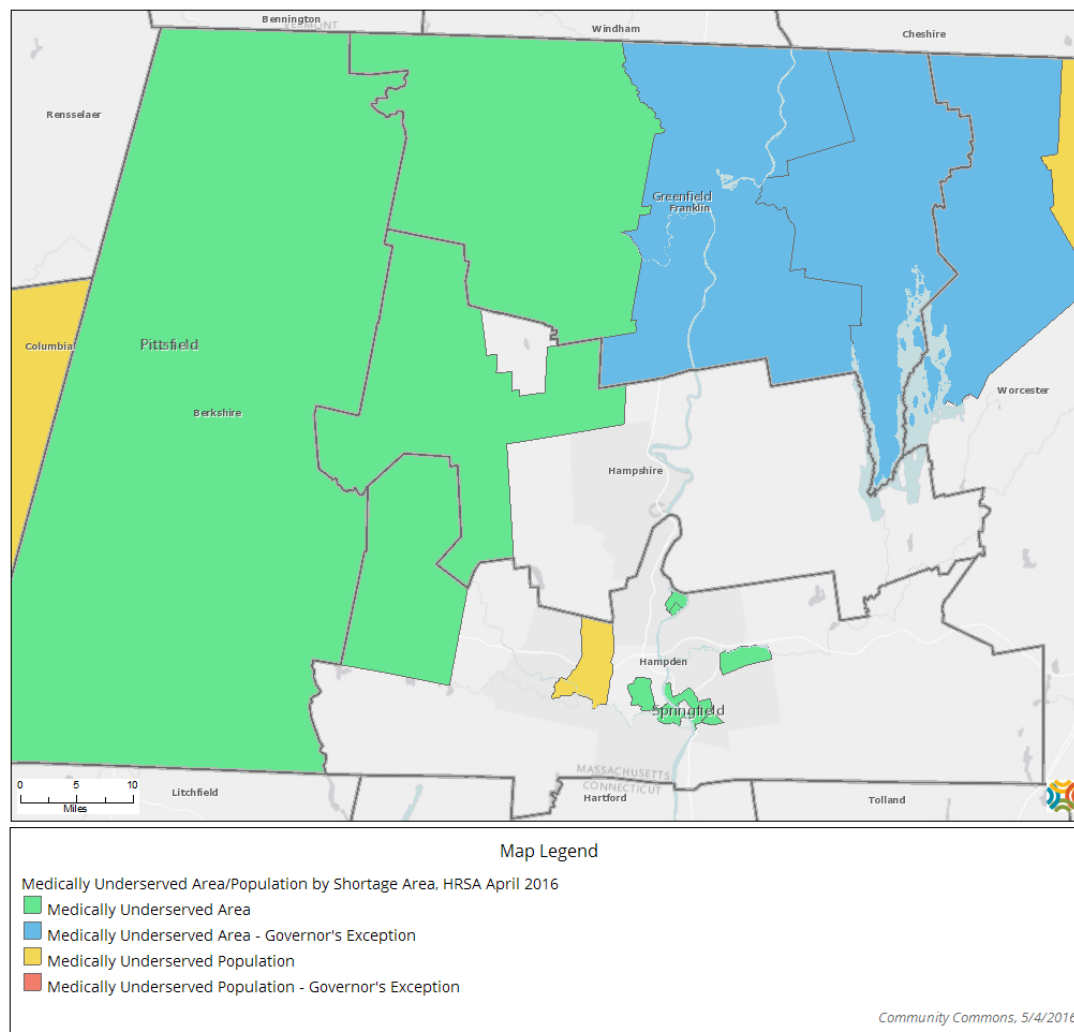 Bennington
VERMONT
Windham
Cheshire
Rensselaer
Greenfield
Franklin
Columbia
Pittsfield
Berkshire
Worcester
Hampshire
Hampden
Springfield
MASSACHUSETTS
CONNECTICUT
0 5 10
Miles
Litchfield
Hartford
Tolland
Map Legend
Medically Underserved Area/Population by Shortage Area, HRSA April 2016
Medically Underserved Area
Medically Underserved Area - Governor's Exception
Medically Underserved Population
Medically Underserved Population - Governor's Exception
Community Commons, 5/4/2016